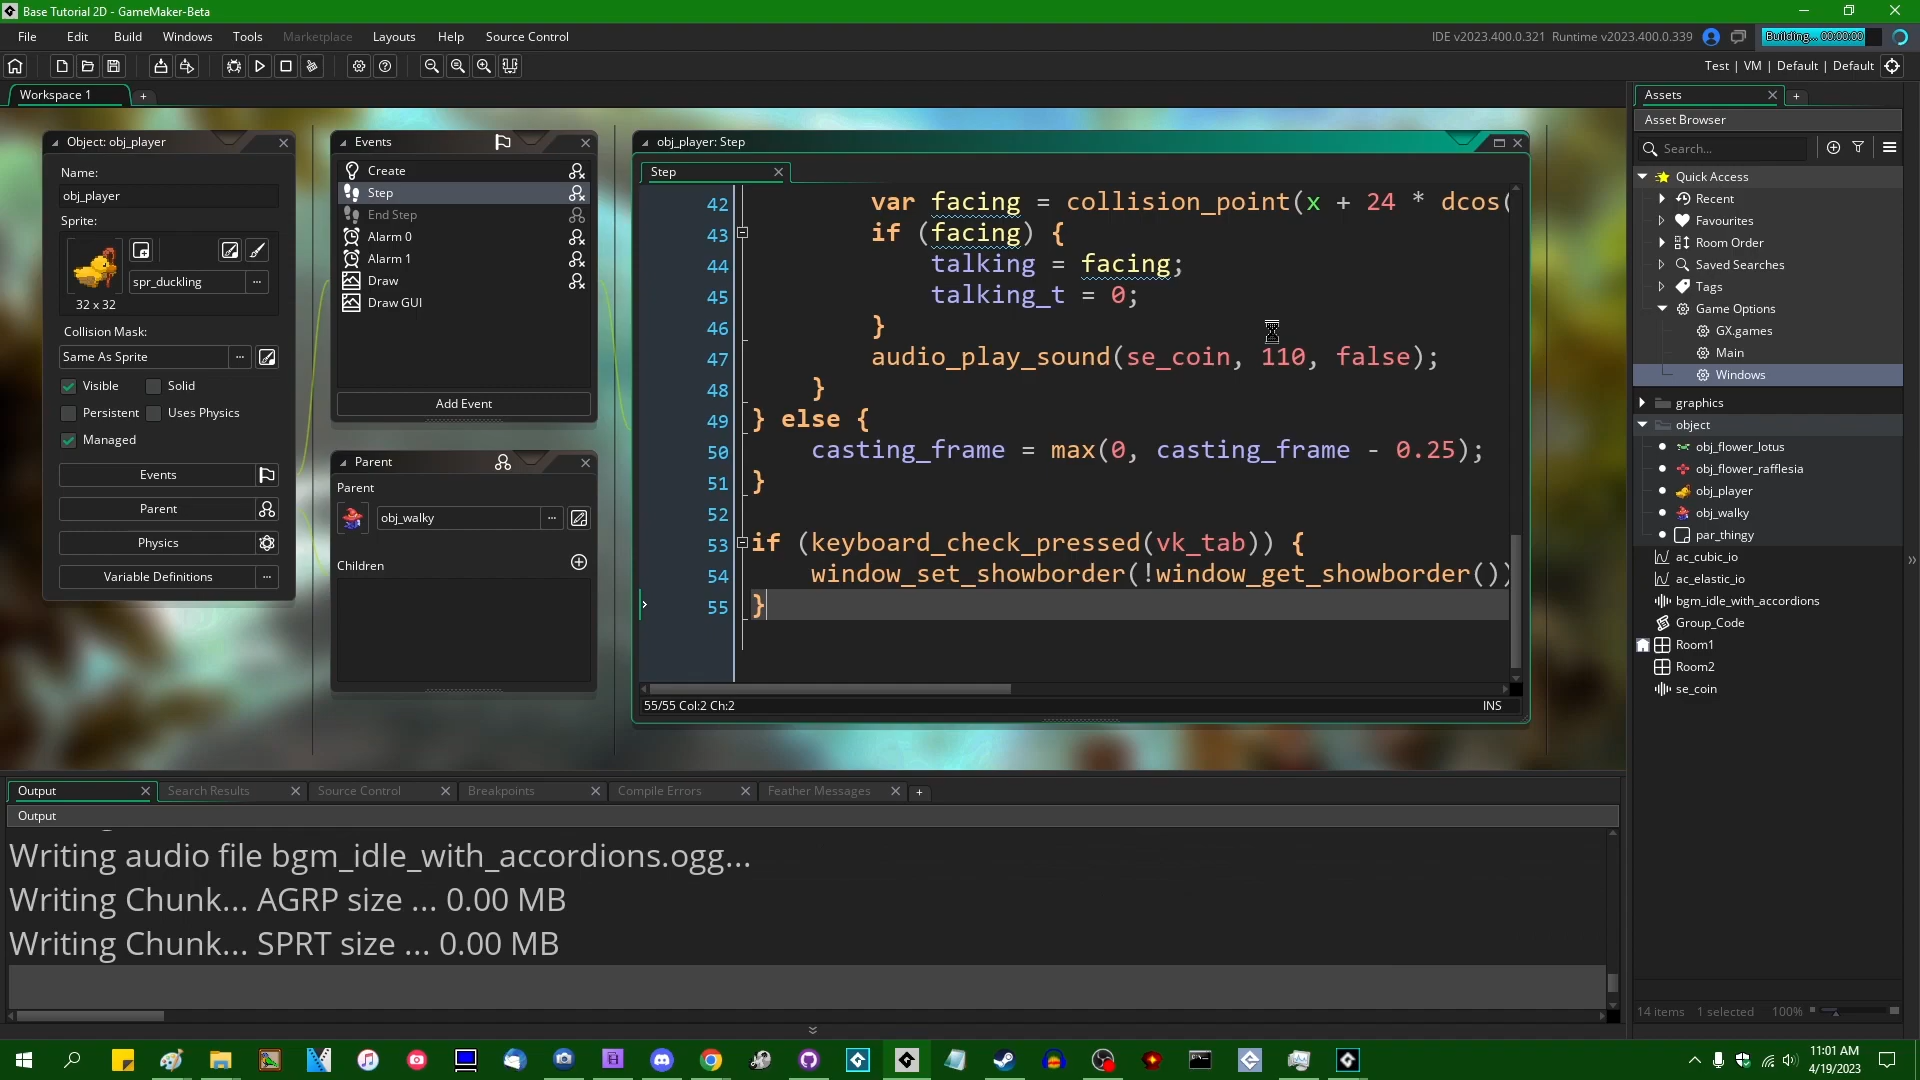 Base Tutorial 2D - GameMaker-Beta
File Edit Build Windows Tools Marketplace Layouts Help Source Control
IDE v2023.400.0.321 Runtime v2023.400.0.339
Building... 00:00:00
Test | VM | Default | Default
Workspace 1
Object: obj_player
Name:
obj_player
Sprite:
spr_duckling
32 x 32
Collision Mask:
Same As Sprite
Visible Solid
Persistent Uses Physics
Managed
Events
Parent
Physics
Variable Definitions
Events
Create
Step
End Step
Alarm 0
Alarm 1
Draw
Draw GUI
Add Event
Parent
Parent
obj_walky
Children
obj_player: Step
Step
42 var facing = collision_point(x + 24 * dcos(
43 if (facing) {
44 talking = facing;
45 talking_t = 0;
46 }
47 audio_play_sound(se_coin, 110, false);
48 }
49 } else {
50 casting_frame = max(0, casting_frame - 0.25);
51 }
52
53 if (keyboard_check_pressed(vk_tab)) {
54 window_set_showborder(!window_get_showborder())
55 }
55/55 Col:2 Ch:2
INS
Assets
Asset Browser
Search...
Quick Access
Recent
Favourites
Room Order
Saved Searches
Tags
Game Options
GX.games
Main
Windows
graphics
object
obj_flower_lotus
obj_flower_rafflesia
obj_player
obj_walky
par_thingy
ac_cubic_io
ac_elastic_io
bgm_idle_with_accordions
Group_Code
Room1
Room2
se_coin
14 items 1 selected 100%
Output Search Results Source Control Breakpoints Compile Errors Feather Messages
Output
Writing audio file bgm_idle_with_accordions.ogg...
Writing Chunk... AGRP size ... 0.00 MB
Writing Chunk... SPRT size ... 0.00 MB
11:01 AM
4/19/2023